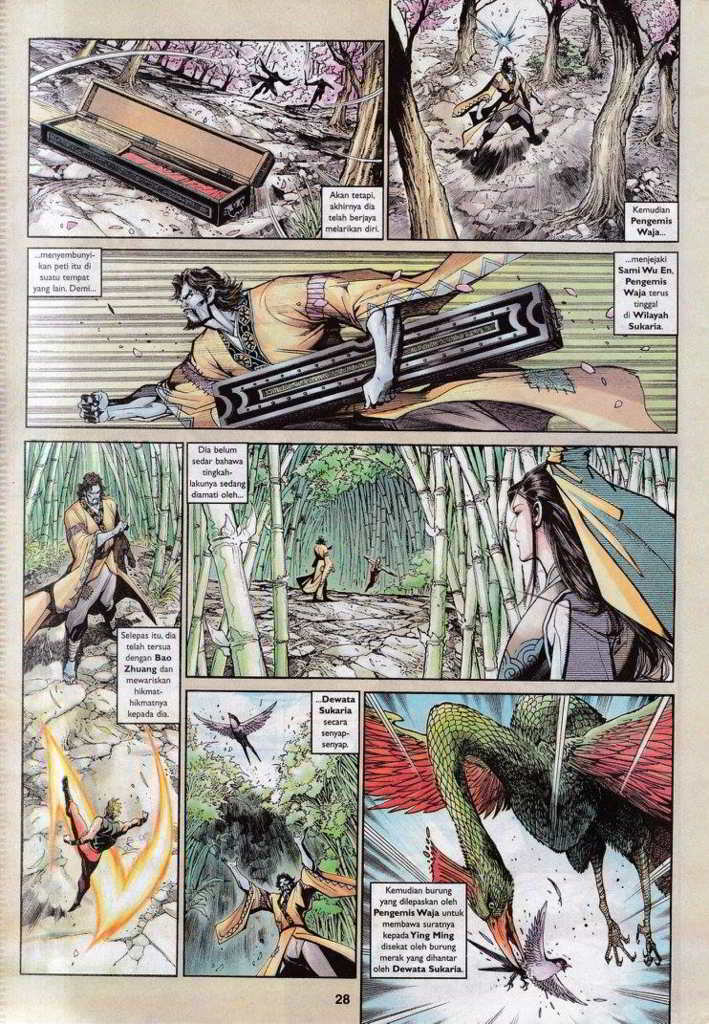 Akan tetapi,
akhirnya dia
telah berjaya
melarikan diri.
Kemudian
Pengemis
Waja...
...menyembunyi-
kan peti itu di
suatu tempat
yang lain. Demi...
...menjejaki
Sami Wu En,
Pengemis
Waja terus
tinggal
di Wilayah
Sukaria.
Selepas itu, dia
telah tersua
dengan Bao
Zhuang dan
mewariskan
hikmat-
hikmatnya
kepada dia.
Dia belum
sedar bahawa
tingkah-
lakunya sedang
diamati oleh...
...Dewata
Sukaria
secara
senyap-
senyap.
Kemudian burung
yang dilepaskan oleh
Pengemis Waja untuk
membawa suratnya
kepada Ying Ming
disekat oleh burung
merak yang dihantar
oleh Dewata Sukaria.
28